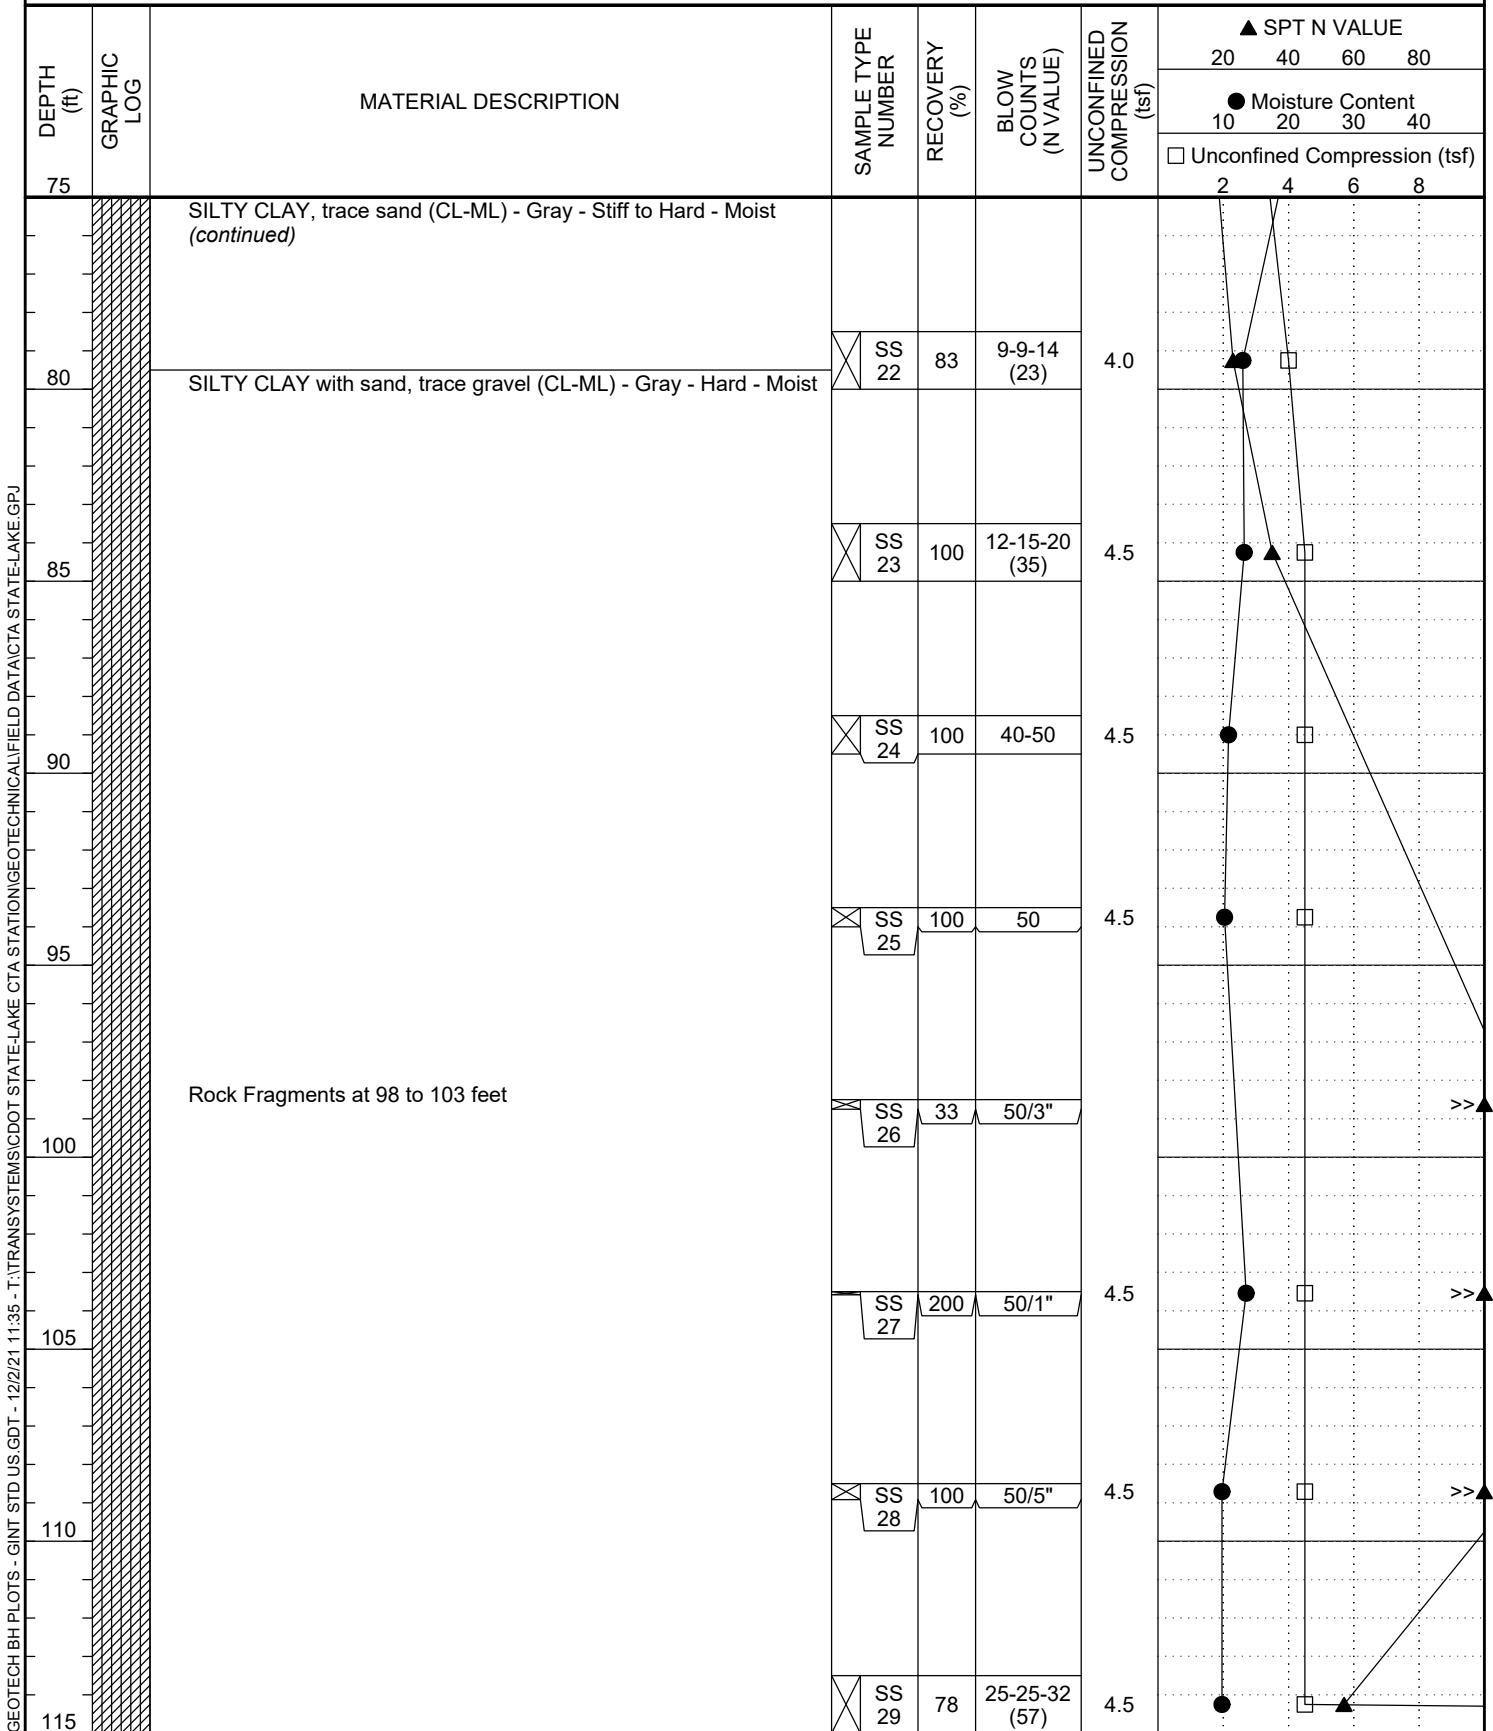 DEPTH
(ft)
GRAPHIC
LOG
MATERIAL DESCRIPTION
SAMPLE TYPE
NUMBER
RECOVERY
(%)
BLOW
COUNTS
(N VALUE)
UNCONFINED
COMPRESSION
(tsf)
▲ SPT N VALUE
20 40 60 80
● Moisture Content
10 20 30 40
□ Unconfined Compression (tsf)
2 4 6 8
75
SILTY CLAY, trace sand (CL-ML) - Gray - Stiff to Hard - Moist
(continued)
SS
22
83
9-9-14
(23)
4.0
80
SILTY CLAY with sand, trace gravel (CL-ML) - Gray - Hard - Moist
SS
23
100
12-15-20
(35)
4.5
85
SS
24
100
40-50
4.5
90
SS
25
100
50
4.5
95
Rock Fragments at 98 to 103 feet
SS
26
33
50/3"
>>
100
SS
27
200
50/1"
4.5
>>
105
SS
28
100
50/5"
4.5
>>
110
SS
29
78
25-25-32
(57)
4.5
115
GEOTECH BH PLOTS - GINT STD US.GDT - 12/2/21 11:35 - T:\TRANSYSTEMS\CDOT STATE-LAKE CTA STATION\GEOTECHNICAL\FIELD DATA\CTA STATE-LAKE.GPJ